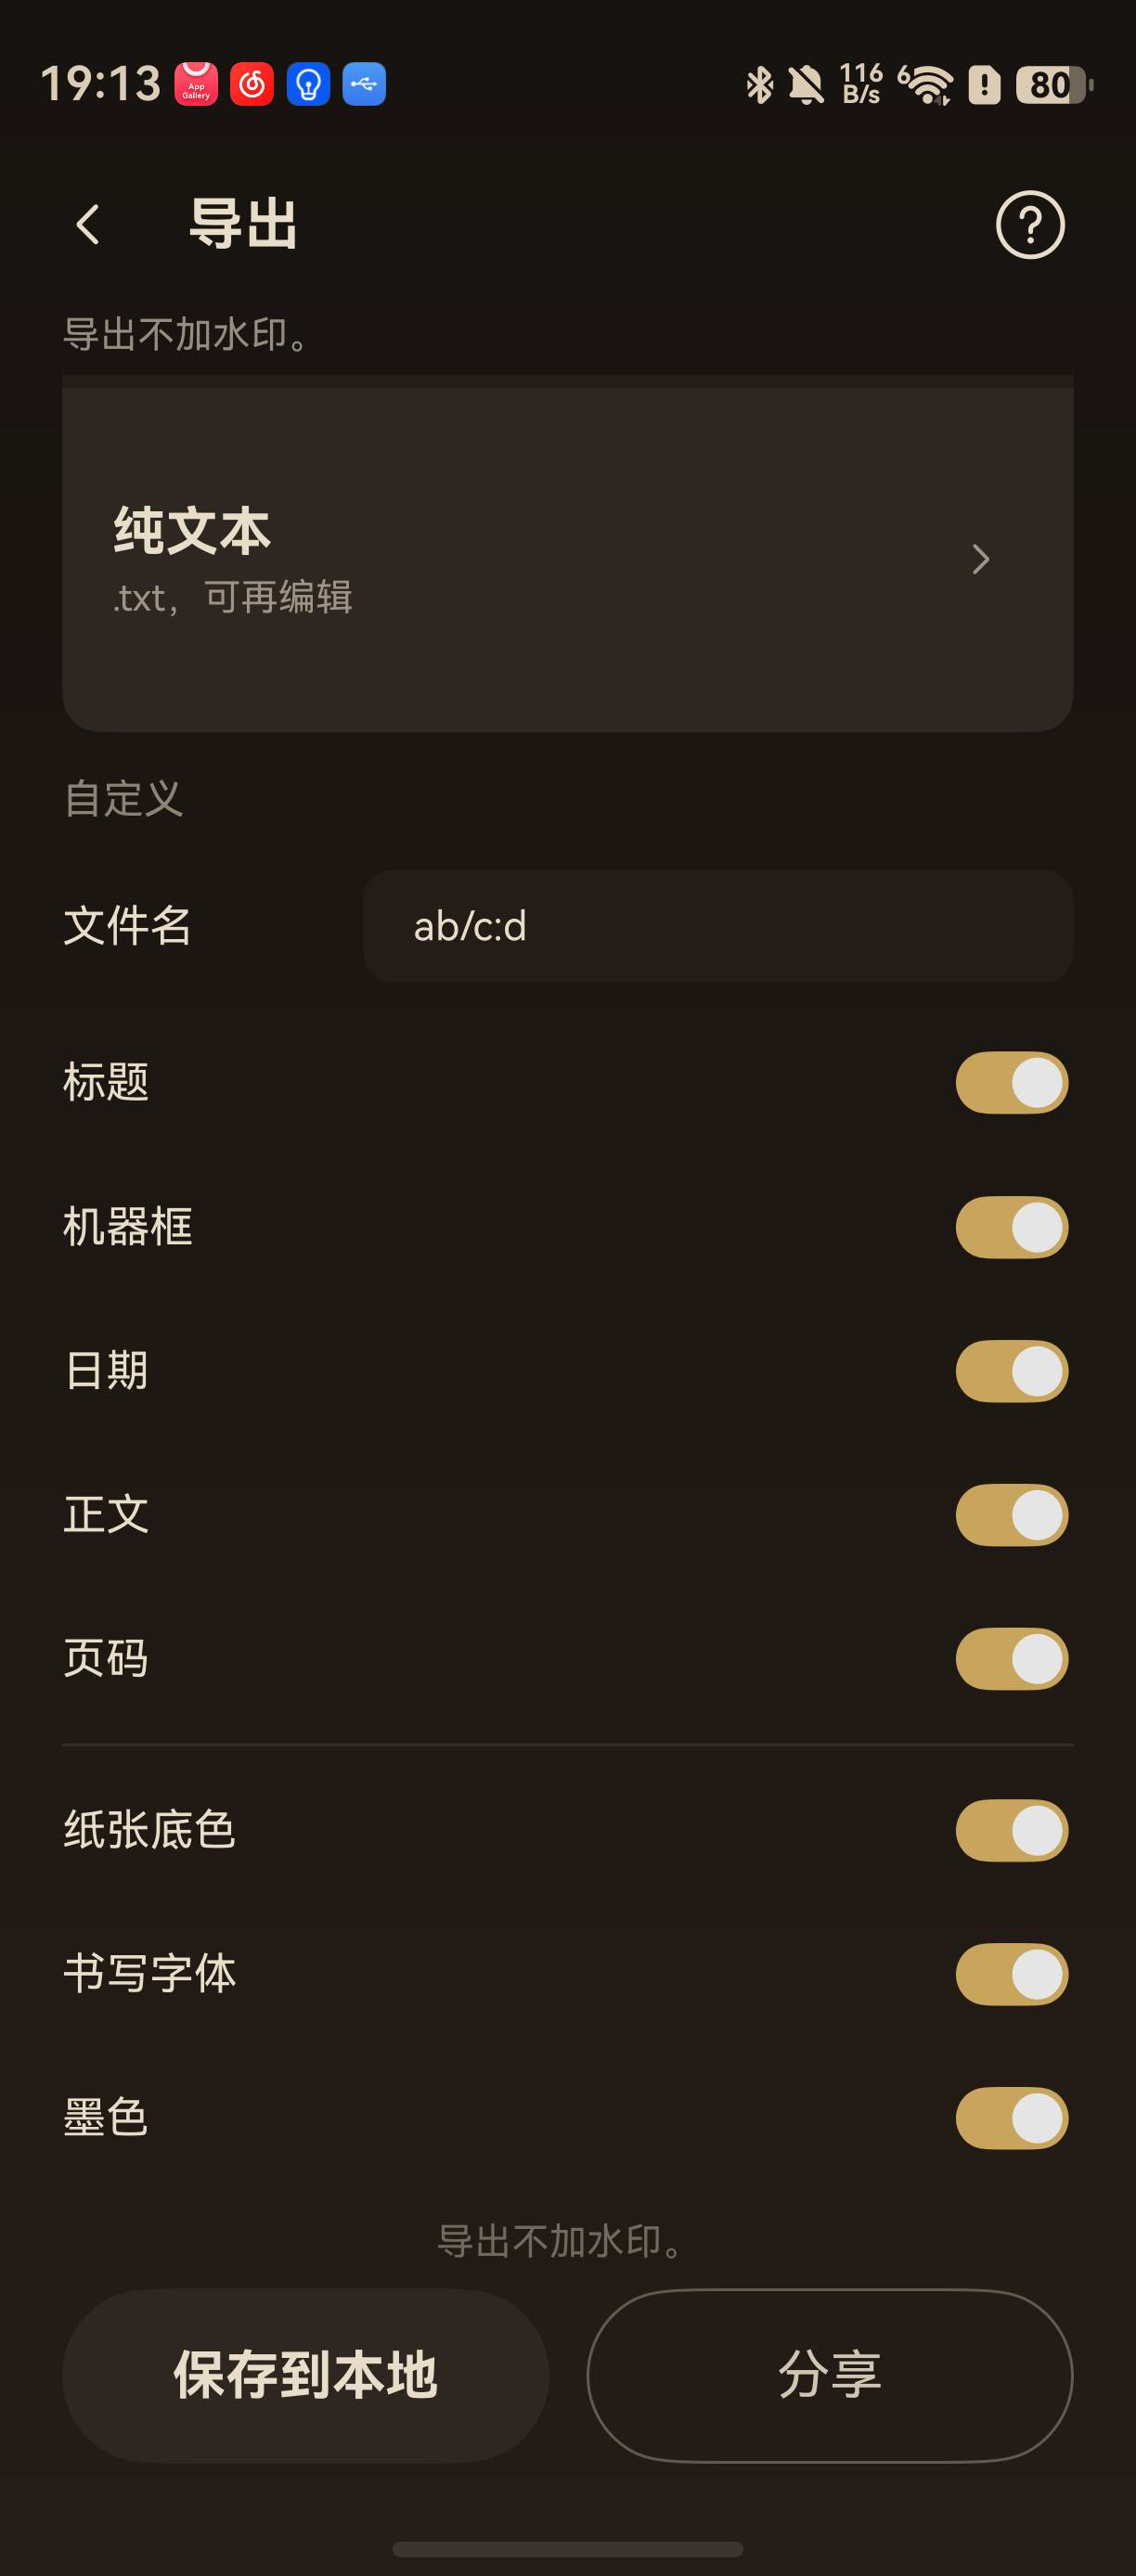 19:13
App
Gallery
116
B/s
6
80
导出
导出不加水印。
纯文本
.txt，可再编辑
自定义
文件名
ab/c:d
标题
机器框
日期
正文
页码
纸张底色
书写字体
墨色
导出不加水印。
保存到本地
分享